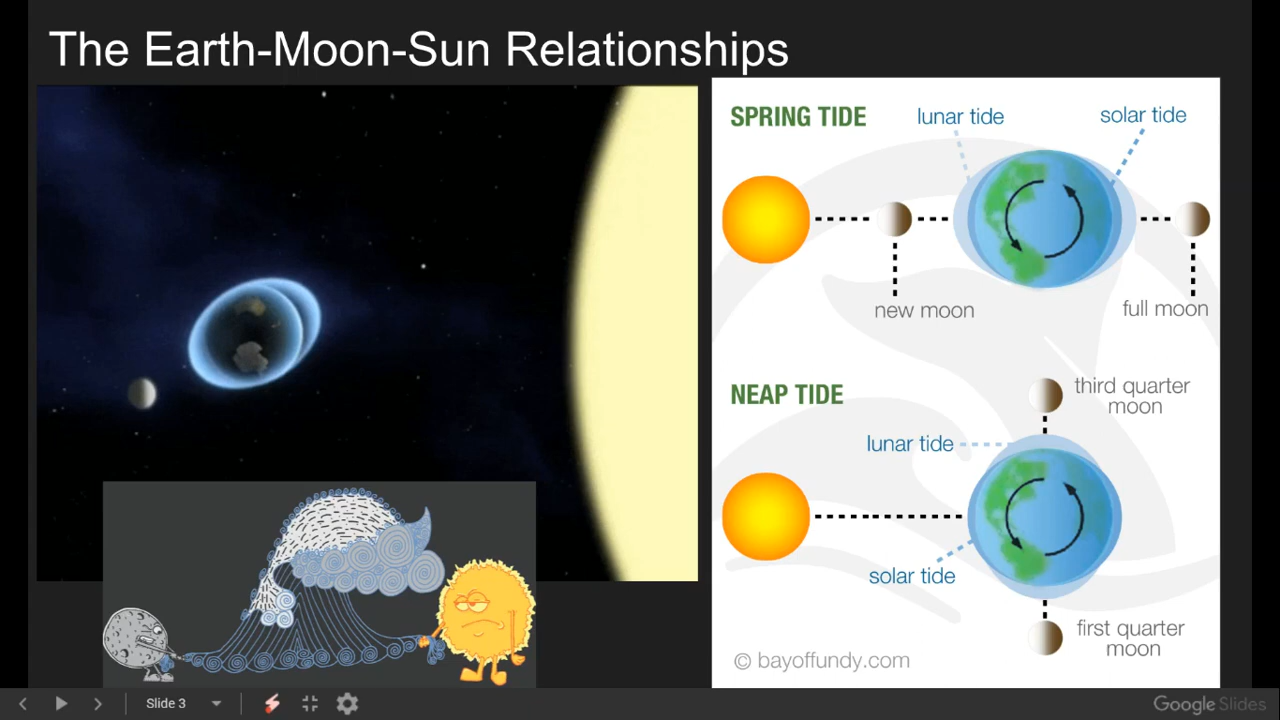 The Earth-Moon-Sun Relationships
SPRING TIDE
lunar tide
solar tide
new moon
full moon
NEAP TIDE
third quarter
moon
lunar tide
solar tide
first quarter
moon
© bayoffundy.com
Slide 3
Google Slides